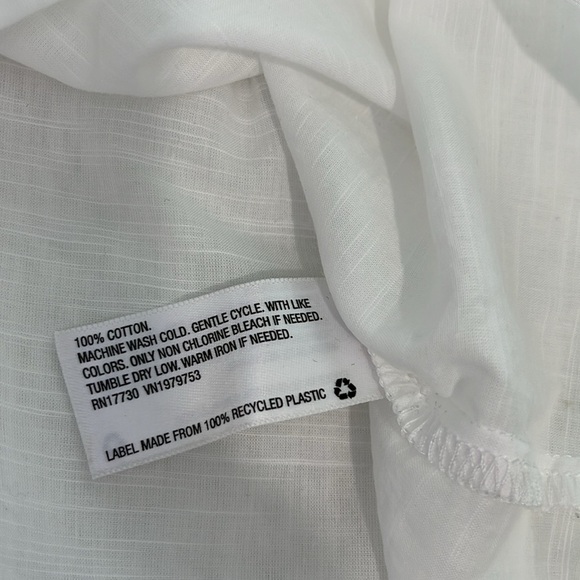 100% COTTON.
MACHINE WASH COLD. GENTLE CYCLE. WITH LIKE
COLORS. ONLY NON CHLORINE BLEACH IF NEEDED.
TUMBLE DRY LOW. WARM IRON IF NEEDED.
RN17730 VN1979753
LABEL MADE FROM 100% RECYCLED PLASTIC